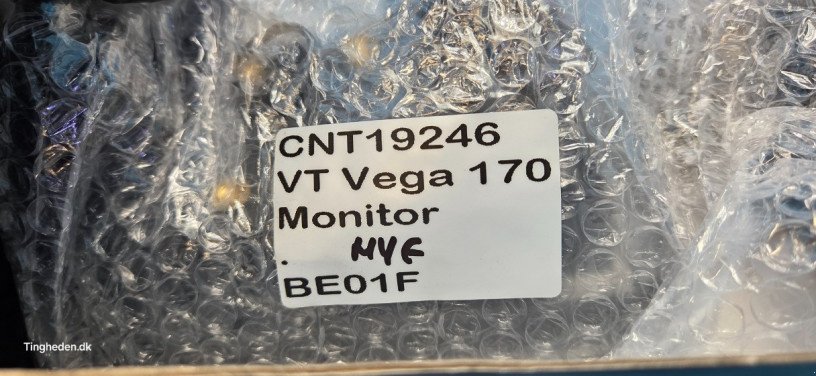 CNT19246
VT Vega 170
Monitor
. NYE
BE01F
Tingheden.dk